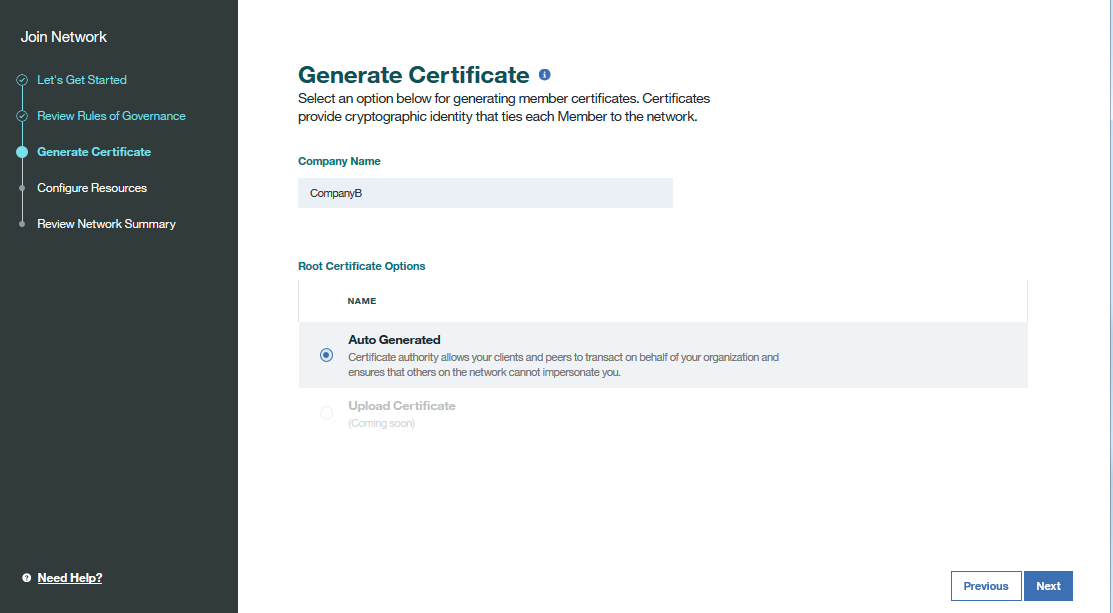 Join Network
Let's Get Started
Review Rules of Governance
Generate Certificate
Configure Resources
Review Network Summary
Need Help?
Generate Certificate
Select an option below for generating member certificates. Certificates
provide cryptographic identity that ties each Member to the network.
Company Name
CompanyB
Root Certificate Options
NAME
Auto Generated
Certificate authority allows your clients and peers to transact on behalf of your organization and
ensures that others on the network cannot impersonate you.
Upload Certificate
(Coming soon)
Previous
Next